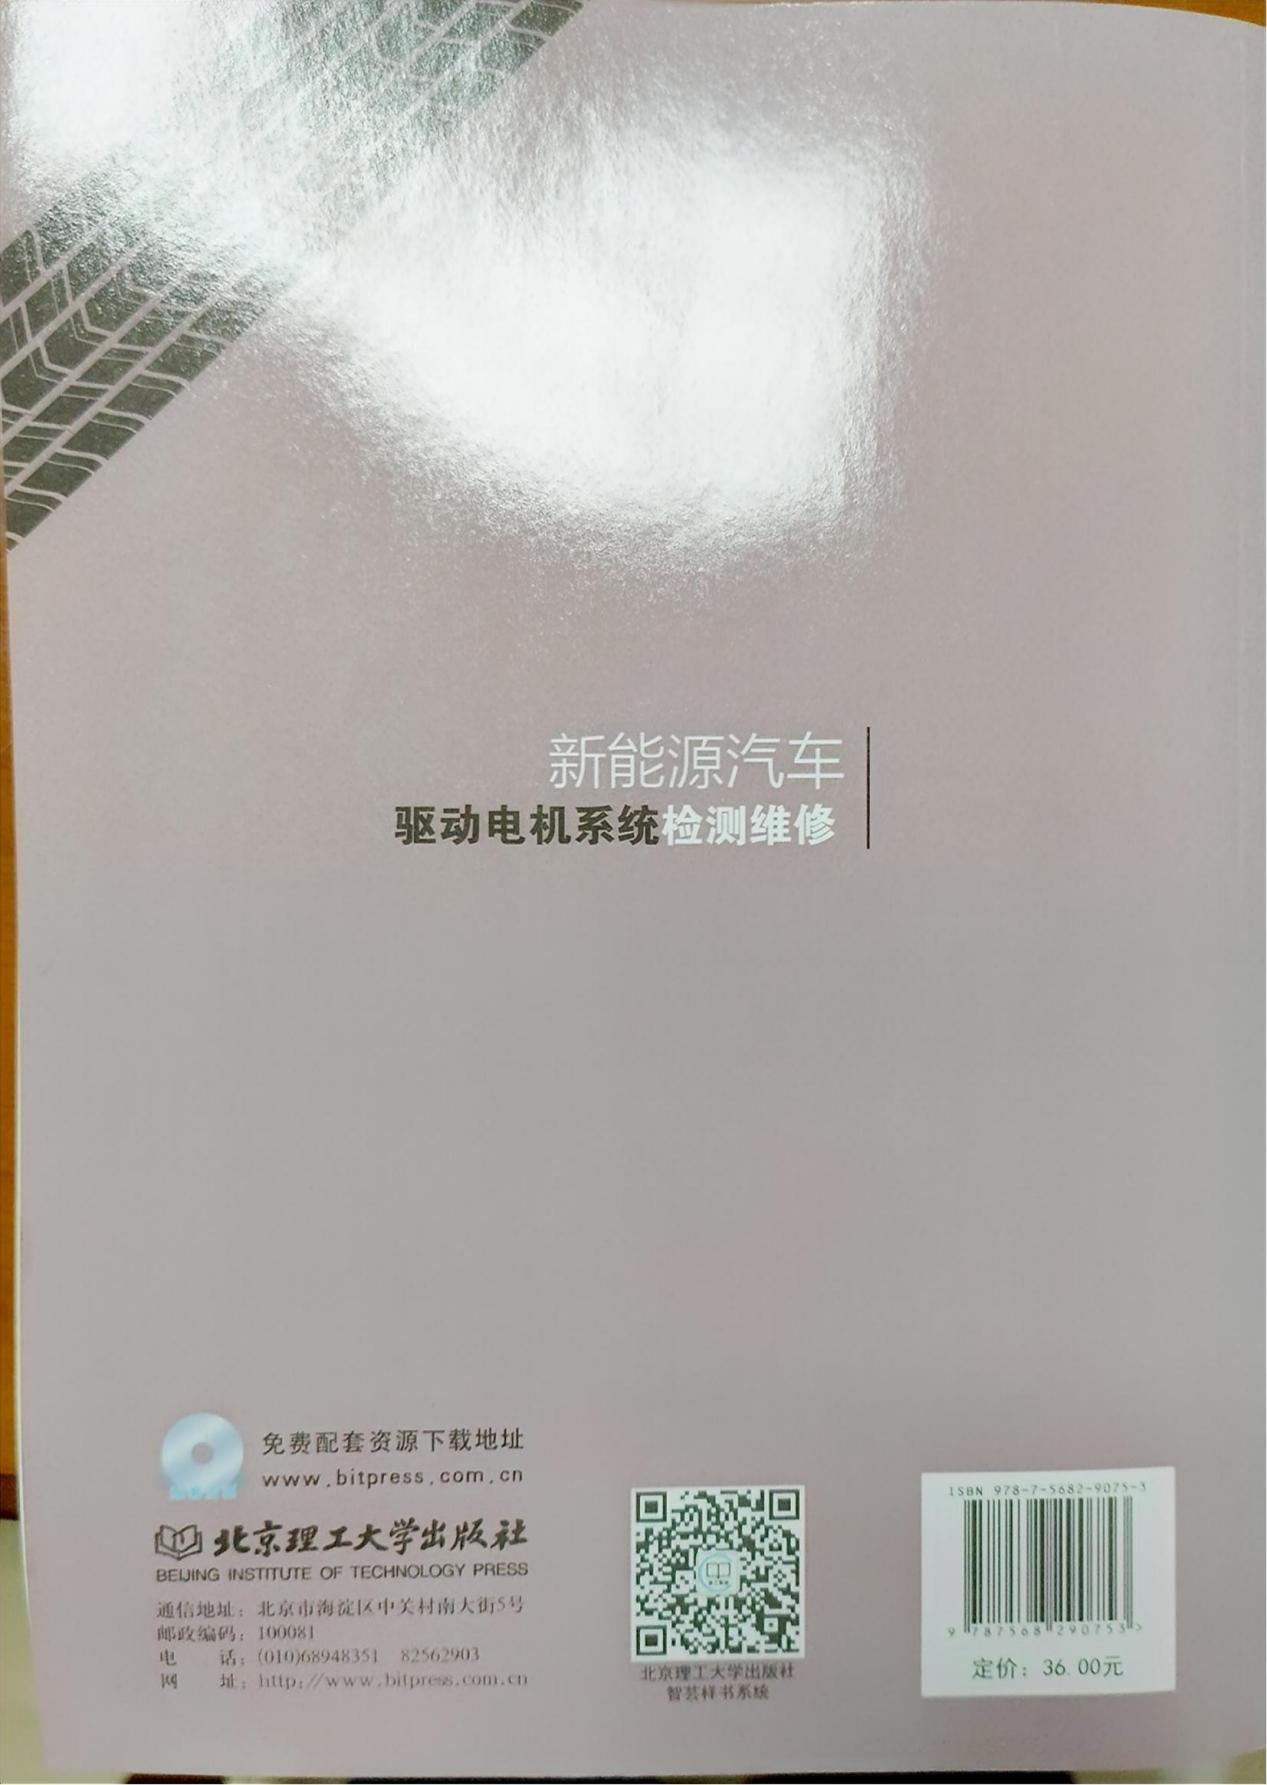 新能源汽车
驱动电机系统检测维修
免费配套资源下载地址
www.bitpress.com.cn
北京理工大学出版社
BEIJING INSTITUTE OF TECHNOLOGY PRESS
通信地址：北京市海淀区中关村南大街5号
邮政编码：100081
电　　话：(010)68948351　82562903
网　　址：http://www.bitpress.com.cn
北京理工大学出版社
智荟样书系统
ISBN 978-7-5682-9075-3
9 787568 290753 >
定价：36.00元